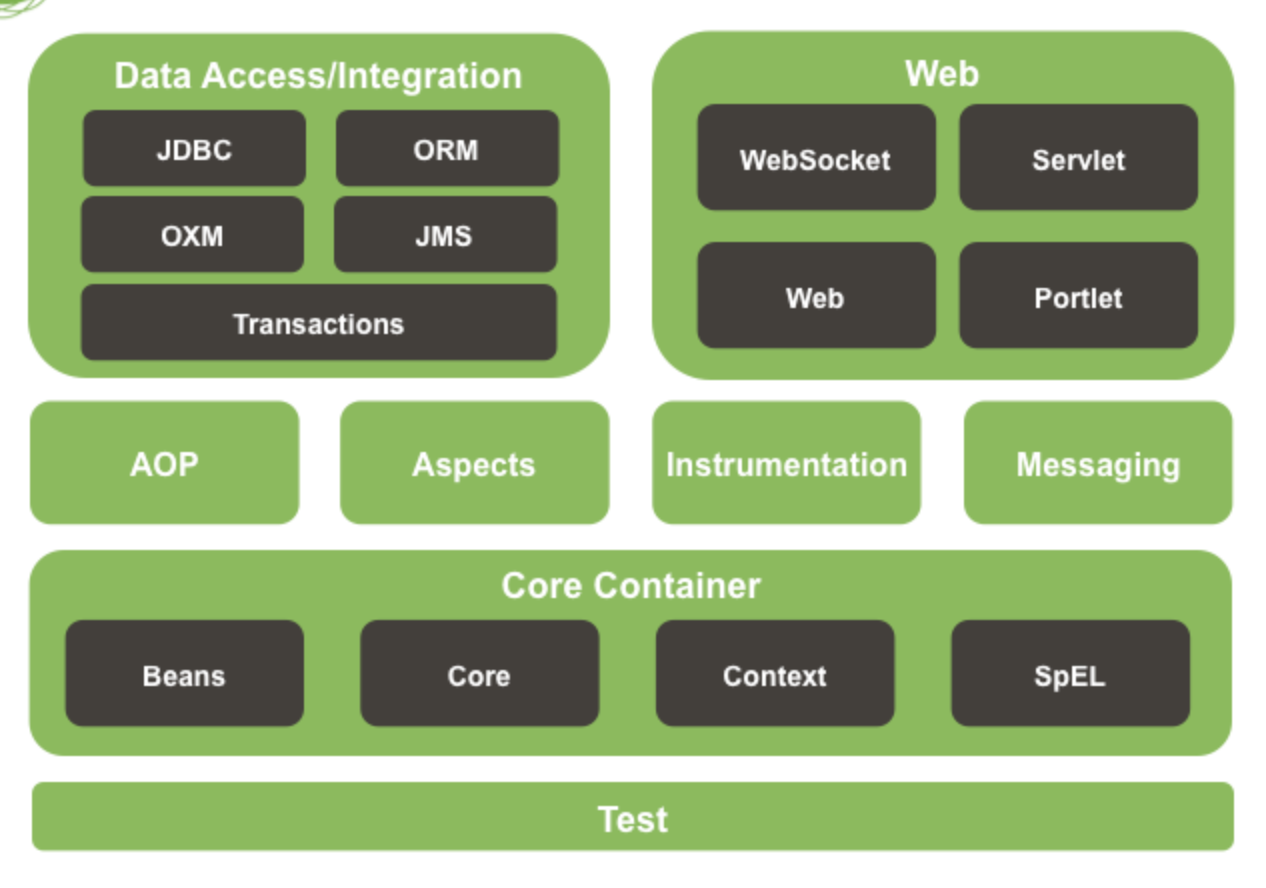 Data Access/Integration
JDBC
ORM
OXM
JMS
Transactions
Web
WebSocket
Servlet
Web
Portlet
AOP
Aspects
Instrumentation
Messaging
Core Container
Beans
Core
Context
SpEL
Test